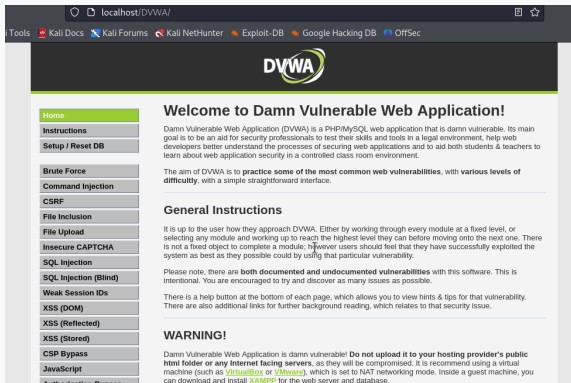 localhost/DVWA/
i Tools Kali Docs Kali Forums Kali NetHunter Exploit-DB Google Hacking DB OffSec
DVWA
Home
Instructions
Setup / Reset DB
Brute Force
Command Injection
CSRF
File Inclusion
File Upload
Insecure CAPTCHA
SQL Injection
SQL Injection (Blind)
Weak Session IDs
XSS (DOM)
XSS (Reflected)
XSS (Stored)
CSP Bypass
JavaScript
Authorisation Bypass
Welcome to Damn Vulnerable Web Application!
Damn Vulnerable Web Application (DVWA) is a PHP/MySQL web application that is damn vulnerable. Its main
goal is to be an aid for security professionals to test their skills and tools in a legal environment, help web
developers better understand the processes of securing web applications and to aid both students & teachers to
learn about web application security in a controlled class room environment.
The aim of DVWA is to practice some of the most common web vulnerabilities, with various levels of
difficultly, with a simple straightforward interface.
General Instructions
It is up to the user how they approach DVWA. Either by working through every module at a fixed level, or
selecting any module and working up to reach the highest level they can before moving onto the next one. There
is not a fixed object to complete a module; however users should feel that they have successfully exploited the
system as best as they possible could by using that particular vulnerability.
Please note, there are both documented and undocumented vulnerabilities with this software. This is
intentional. You are encouraged to try and discover as many issues as possible.
There is a help button at the bottom of each page, which allows you to view hints & tips for that vulnerability.
There are also additional links for further background reading, which relates to that security issue.
WARNING!
Damn Vulnerable Web Application is damn vulnerable! Do not upload it to your hosting provider's public
html folder or any Internet facing servers, as they will be compromised. It is recommend using a virtual
machine (such as VirtualBox or VMware), which is set to NAT networking mode. Inside a guest machine, you
can download and install XAMPP for the web server and database.